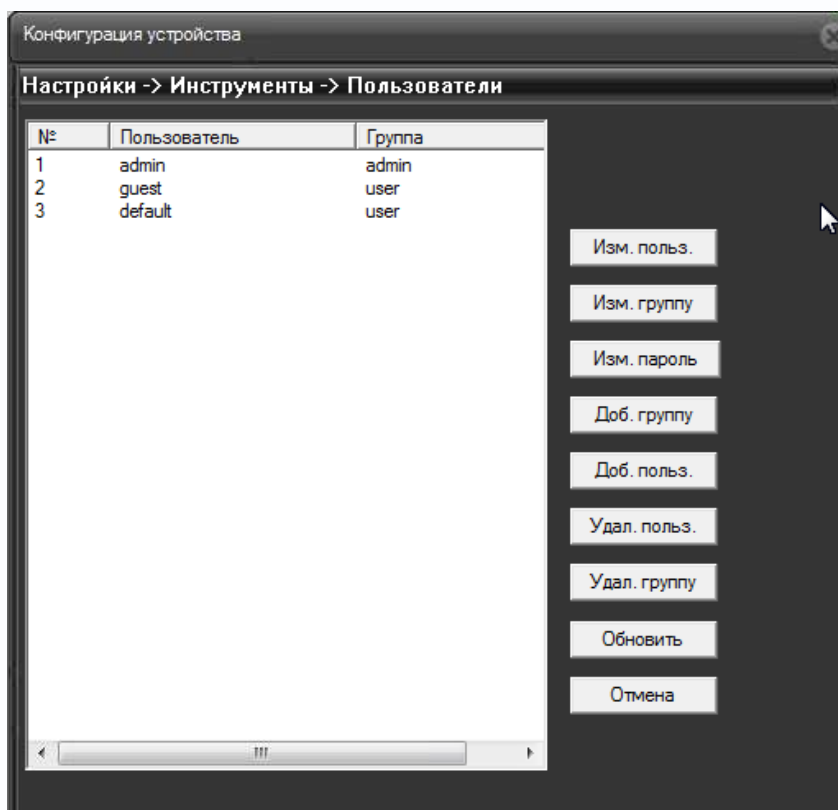 Конфигурация устройства
Настройки -> Инструменты -> Пользователи
№ Пользователь Группа
1 admin admin
2 guest user
3 default user
Изм. польз.
Изм. группу
Изм. пароль
Доб. группу
Доб. польз.
Удал. польз.
Удал. группу
Обновить
Отмена